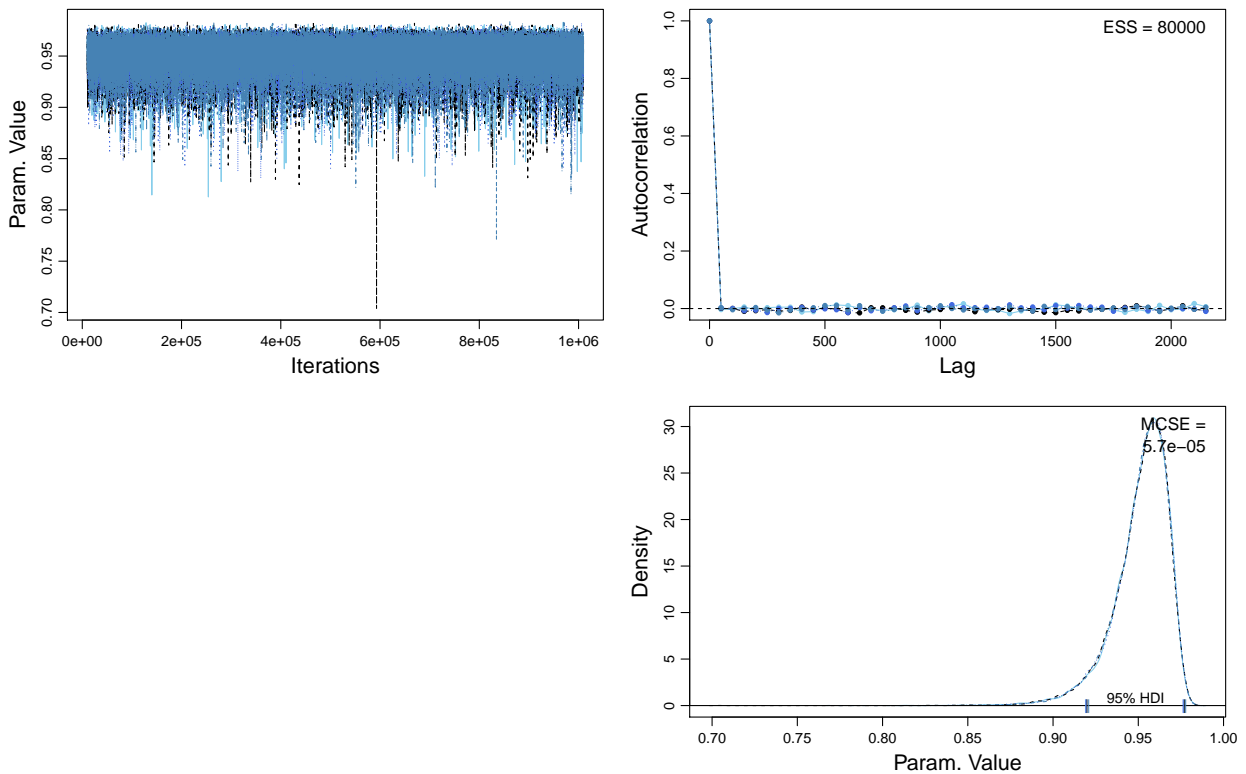 Param. Value
0.70 0.75 0.80 0.85 0.90 0.95
0e+00 2e+05 4e+05 6e+05 8e+05 1e+06
Iterations
ESS = 80000
Autocorrelation
0.0 0.2 0.4 0.6 0.8 1.0
0 500 1000 1500 2000
Lag
MCSE =
5.7e−05
Density
0 5 10 15 20 25 30
95% HDI
0.70 0.75 0.80 0.85 0.90 0.95 1.00
Param. Value